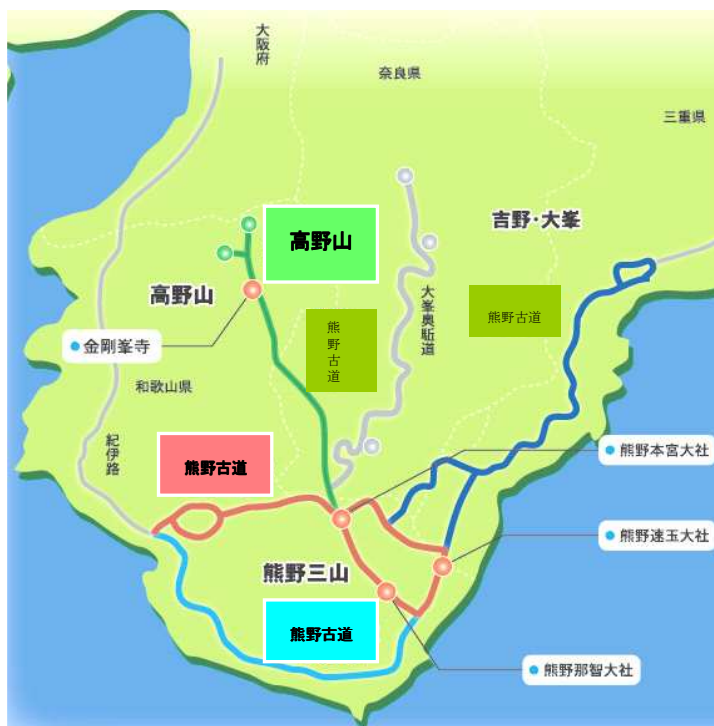 大阪府
奈良県
三重県
吉野・大峯
高野山
高野山
熊野古道
熊野古道
大峯奥駈道
金剛峯寺
和歌山県
紀伊路
熊野古道
熊野本宮大社
熊野速玉大社
熊野三山
熊野古道
熊野那智大社